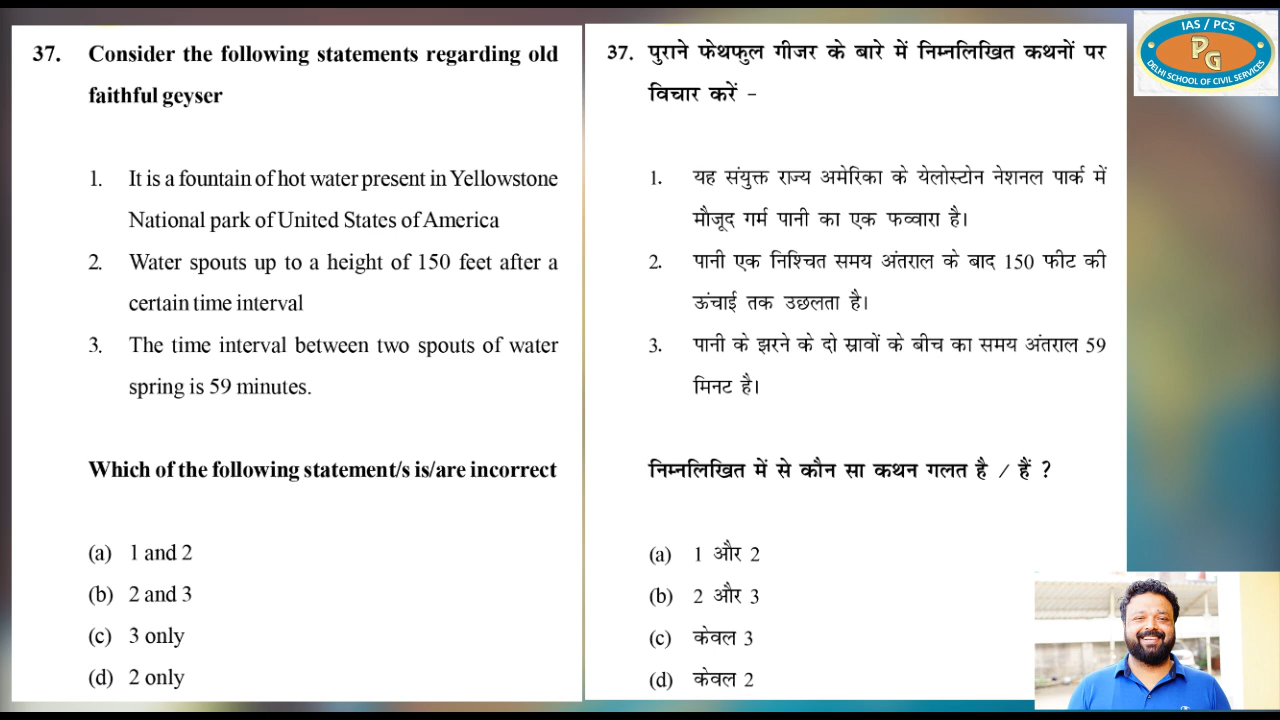 37. Consider the following statements regarding old
faithful geyser
1. It is a fountain of hot water present in Yellowstone
National park of United States of America
2. Water spouts up to a height of 150 feet after a
certain time interval
3. The time interval between two spouts of water
spring is 59 minutes.
Which of the following statement/s is/are incorrect
(a) 1 and 2
(b) 2 and 3
(c) 3 only
(d) 2 only
37. पुराने फेथफुल गीजर के बारे में निम्नलिखित कथनों पर
विचार करें -
1. यह संयुक्त राज्य अमेरिका के येलोस्टोन नेशनल पार्क में
मौजूद गर्म पानी का एक फव्वारा है।
2. पानी एक निश्चित समय अंतराल के बाद 150 फीट की
ऊंचाई तक उछलता है।
3. पानी के झरने के दो स्रावों के बीच का समय अंतराल 59
मिनट है।
निम्नलिखित में से कौन सा कथन गलत है / हैं ?
(a) 1 और 2
(b) 2 और 3
(c) केवल 3
(d) केवल 2
IAS / PCS
PG
DELHI SCHOOL OF CIVIL SERVICES